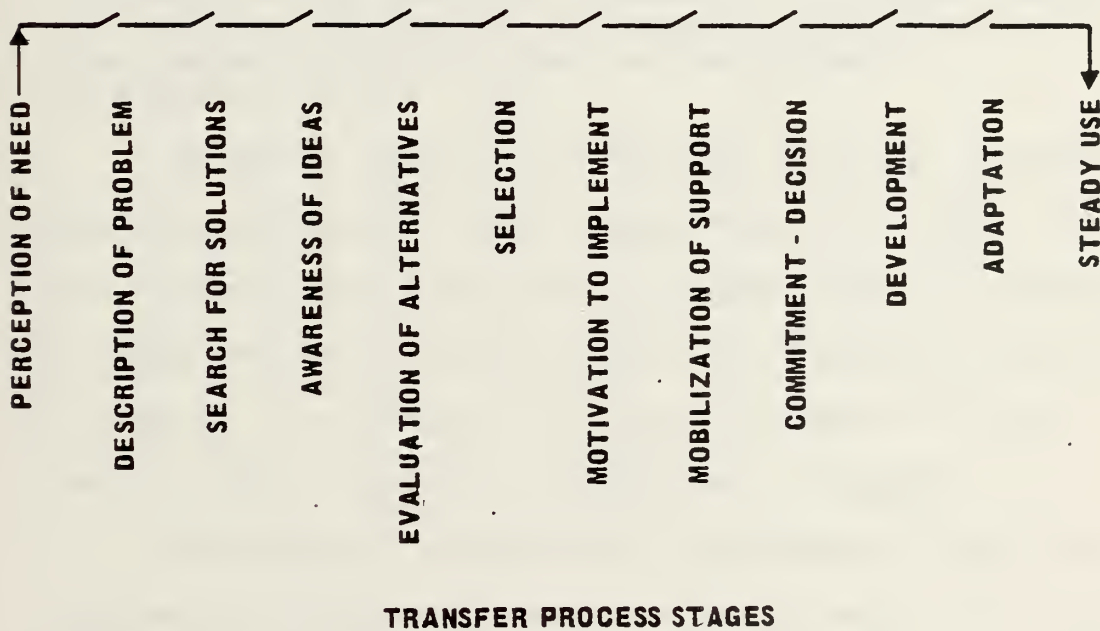 PERCEPTION OF NEED
DESCRIPTION OF PROBLEM
SEARCH FOR SOLUTIONS
AWARENESS OF IDEAS
EVALUATION OF ALTERNATIVES
SELECTION
MOTIVATION TO IMPLEMENT
MOBILIZATION OF SUPPORT
COMMITMENT - DECISION
DEVELOPMENT
ADAPTATION
STEADY USE
TRANSFER PROCESS STAGES